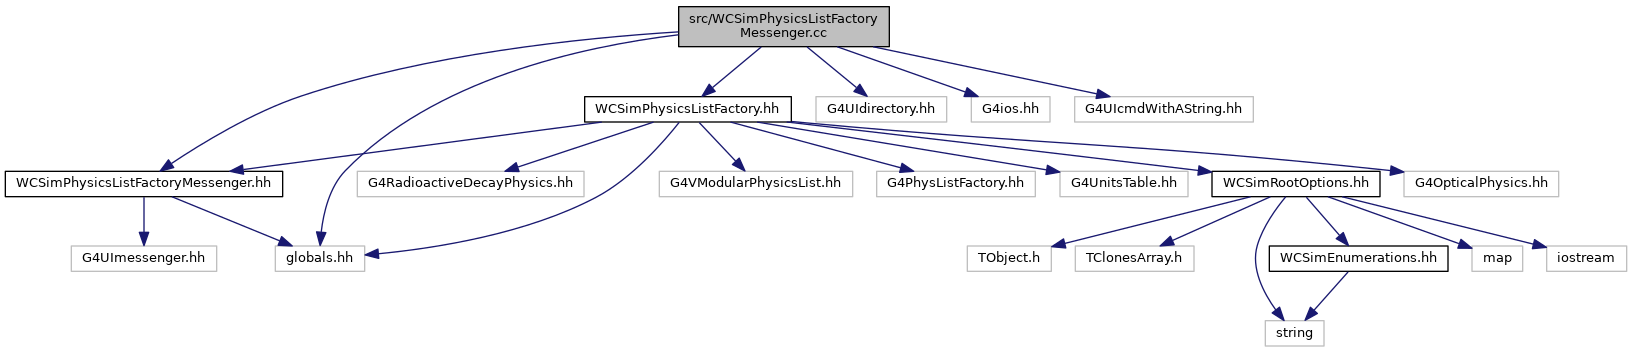 src/WCSimPhysicsListFactory
Messenger.cc
WCSimPhysicsListFactory.hh
G4UIdirectory.hh
G4ios.hh
G4UIcmdWithAString.hh
WCSimPhysicsListFactoryMessenger.hh
G4RadioactiveDecayPhysics.hh
G4VModularPhysicsList.hh
G4PhysListFactory.hh
G4UnitsTable.hh
WCSimRootOptions.hh
G4OpticalPhysics.hh
G4UImessenger.hh
globals.hh
TObject.h
TClonesArray.h
WCSimEnumerations.hh
map
iostream
string